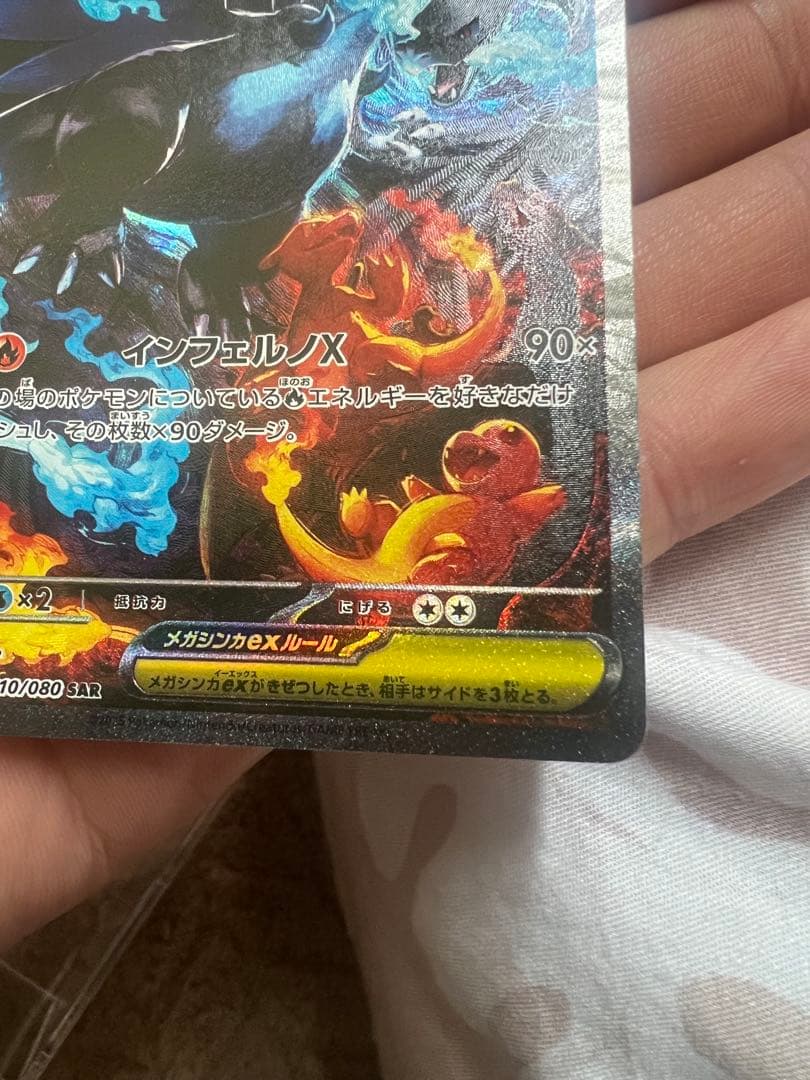 インフェルノX 90×
の場のポケモンについているエネルギーを好きなだけ
シュし、その枚数×90ダメージ。
×2 抵抗力 にげる
メガシンカexルール
メガシンカexがきぜつしたとき、相手はサイドを3枚とる。
10/080 SAR